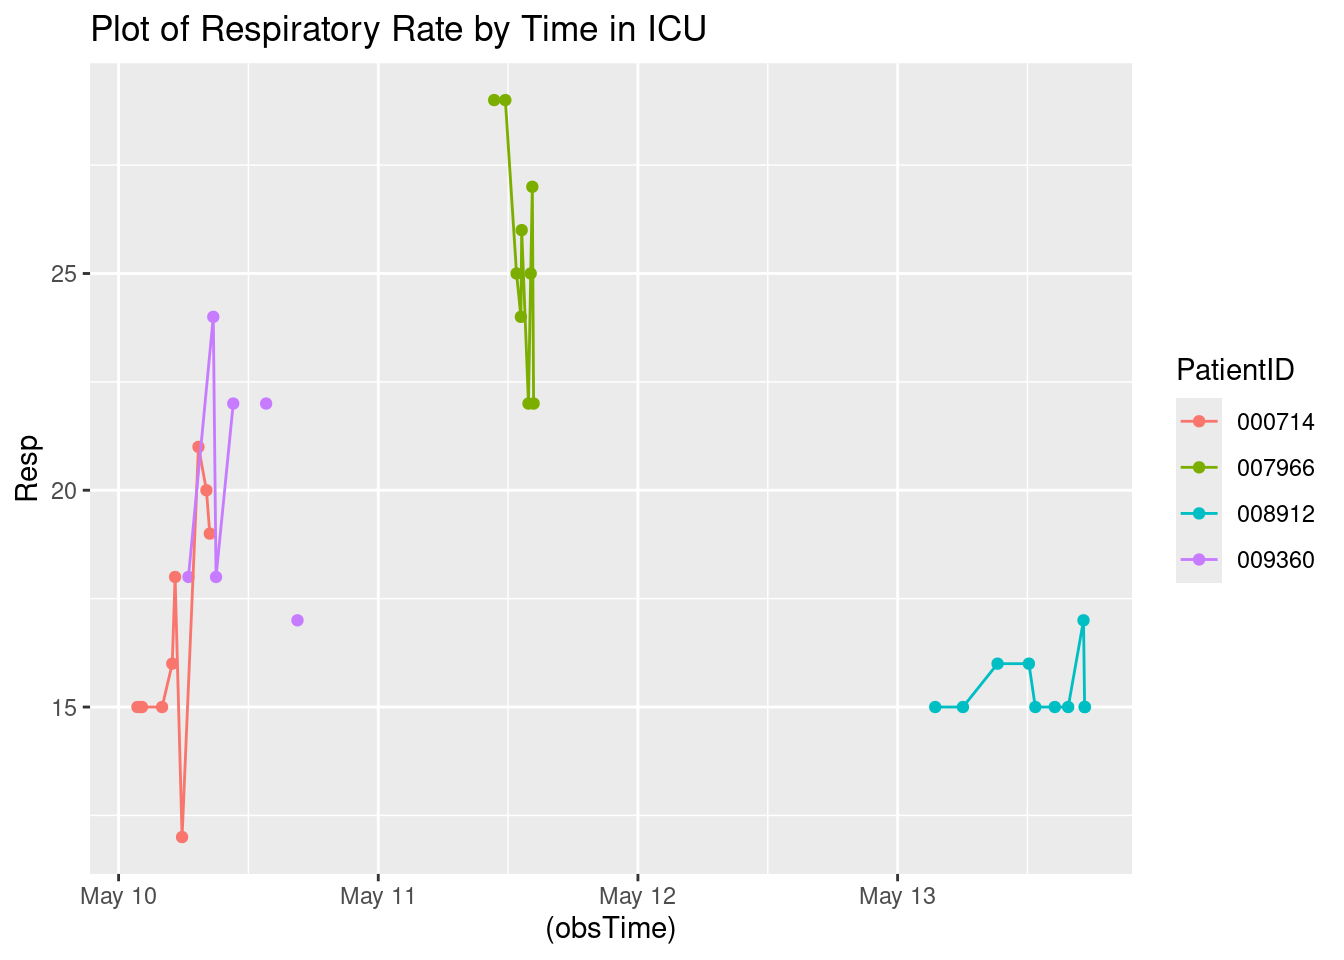 Plot of Respiratory Rate by Time in ICU
Resp
25
20
15
May 10
May 11
May 12
May 13
(obsTime)
PatientID
000714
007966
008912
009360